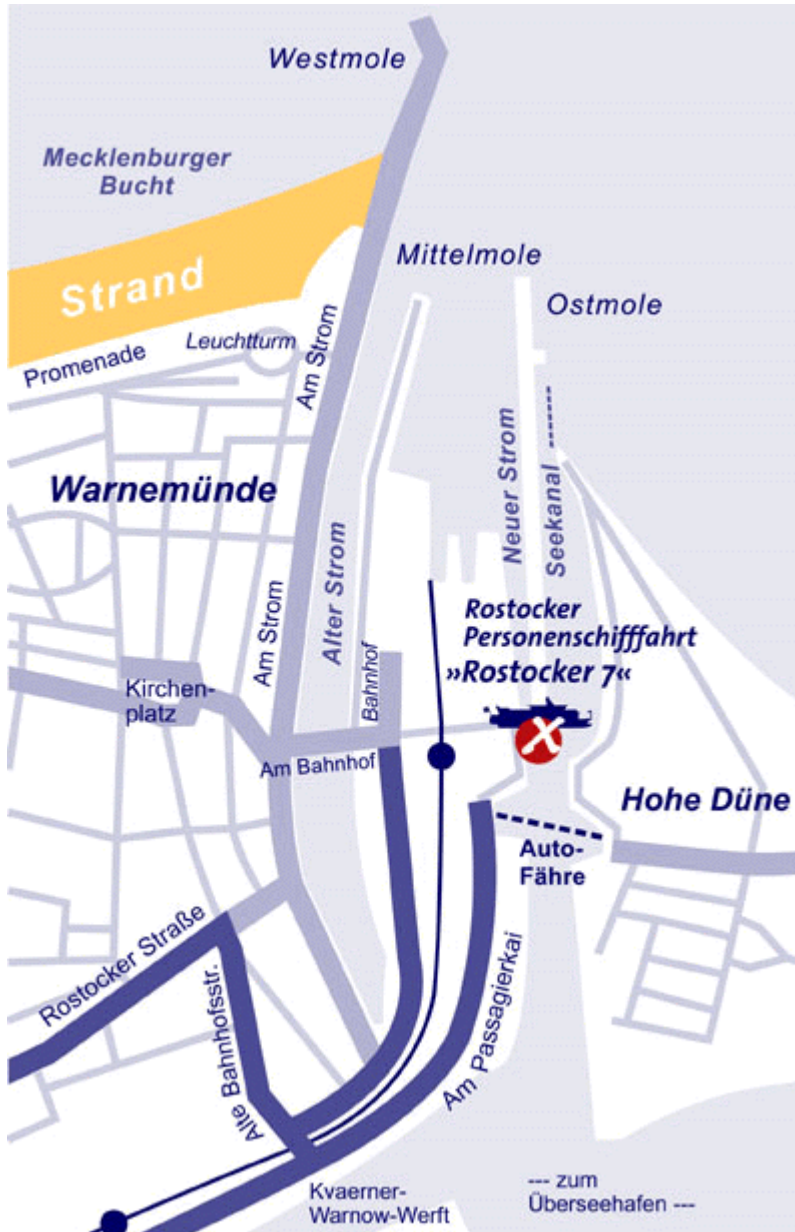 Westmole
Mecklenburger
Bucht
Mittelmole
Strand
Ostmole
Leuchtturm
Promenade
Am Strom
Warnemünde
Neuer Strom
Seekanal
Alter Strom
Am Strom
Rostocker
Personenschifffahrt
»Rostocker 7«
Bahnhof
Kirchen-
platz
X
Am Bahnhof
Hohe Düne
Auto-
Fähre
Rostocker Straße
Alte Bahnhofsstr.
Am Passagierkai
Kvaerner-
Warnow-Werft
--- zum
Überseehafen ---